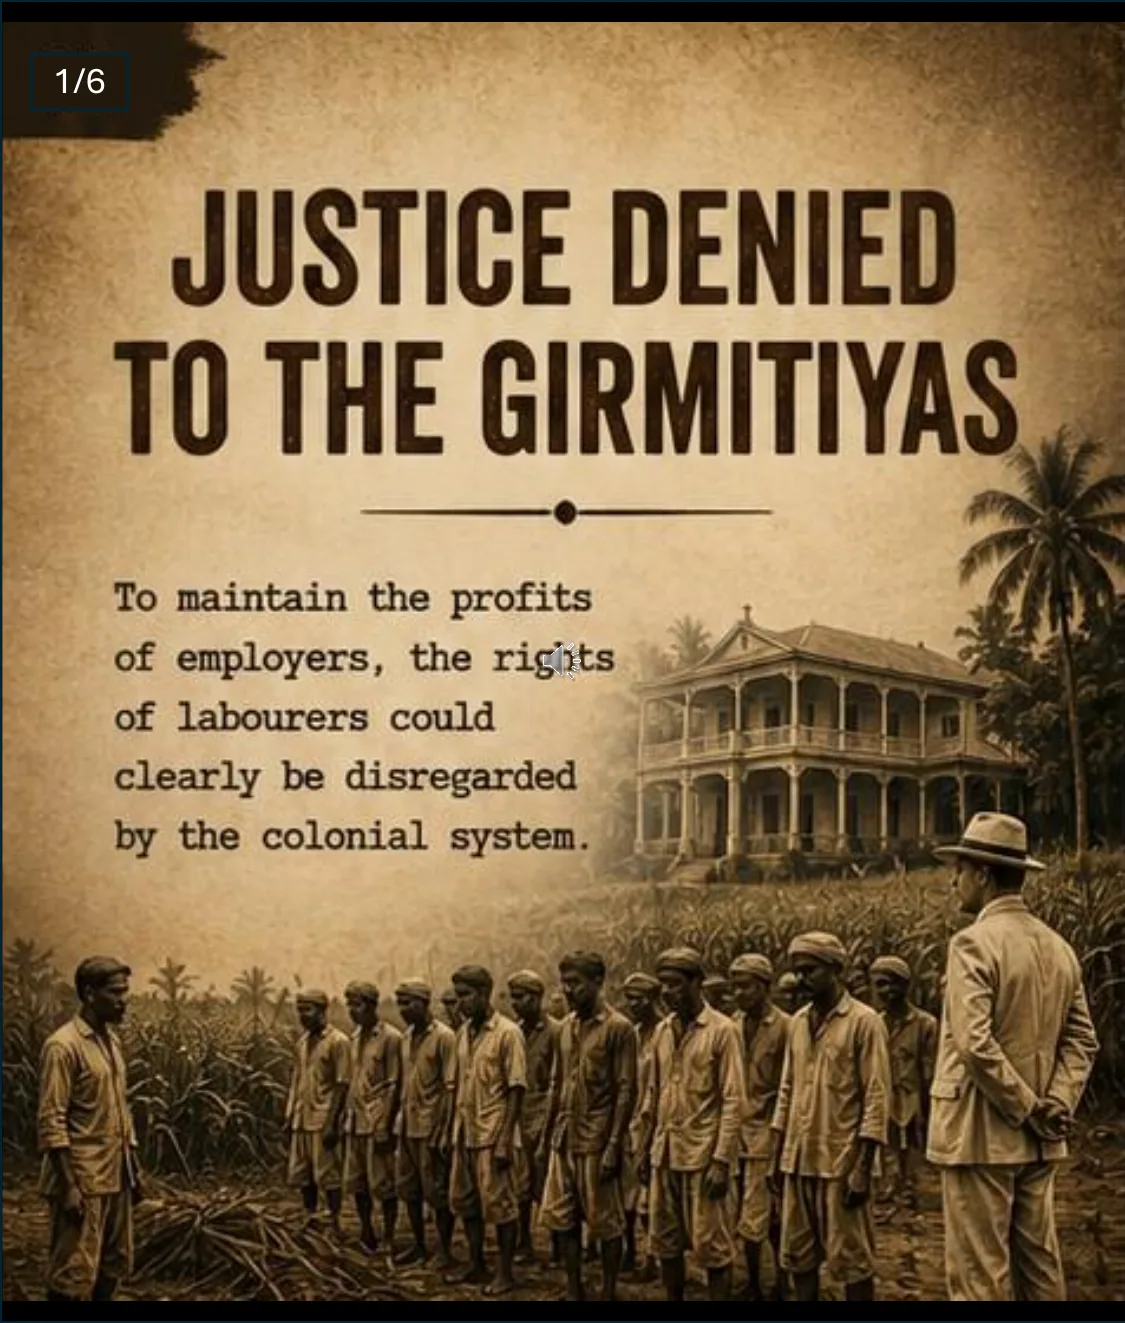 1/6
JUSTICE DENIED
TO THE GIRMITIYAS
To maintain the profits
of employers, the rights
of labourers could
clearly be disregarded
by the colonial system.